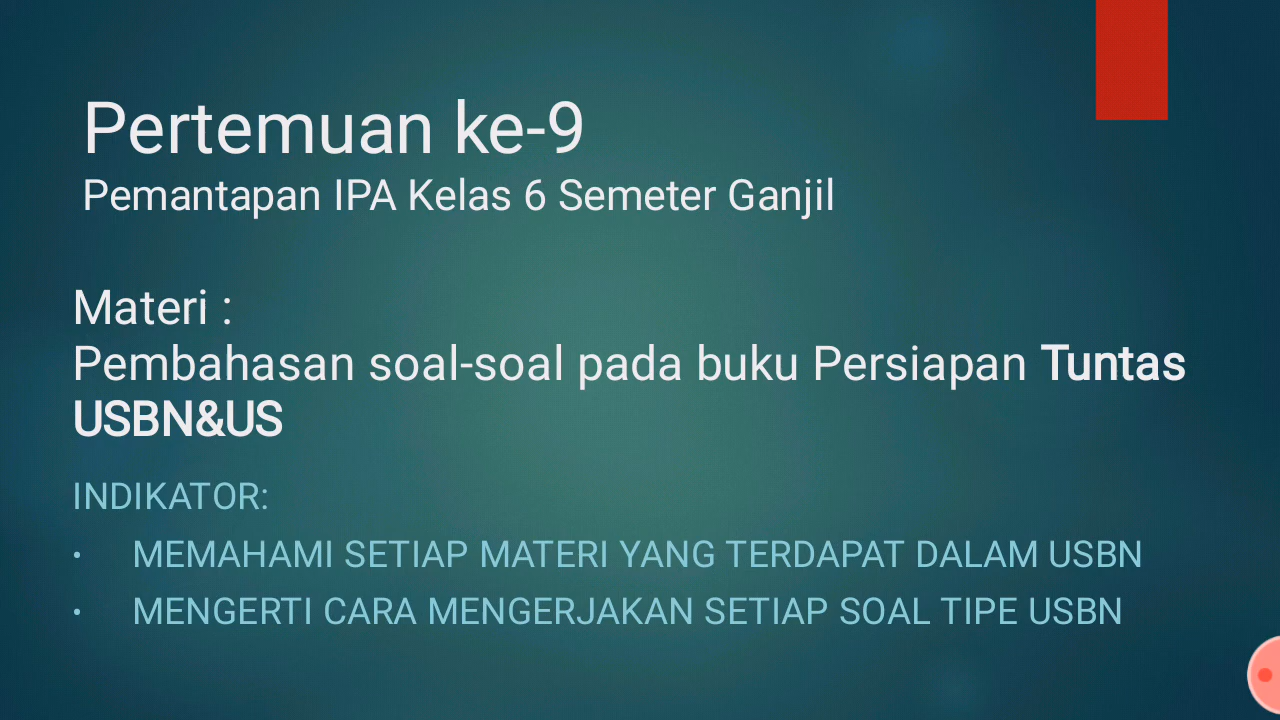 Pertemuan ke-9
Pemantapan IPA Kelas 6 Semeter Ganjil
Materi :
Pembahasan soal-soal pada buku Persiapan Tuntas
USBN&US
INDIKATOR:
• MEMAHAMI SETIAP MATERI YANG TERDAPAT DALAM USBN
• MENGERTI CARA MENGERJAKAN SETIAP SOAL TIPE USBN